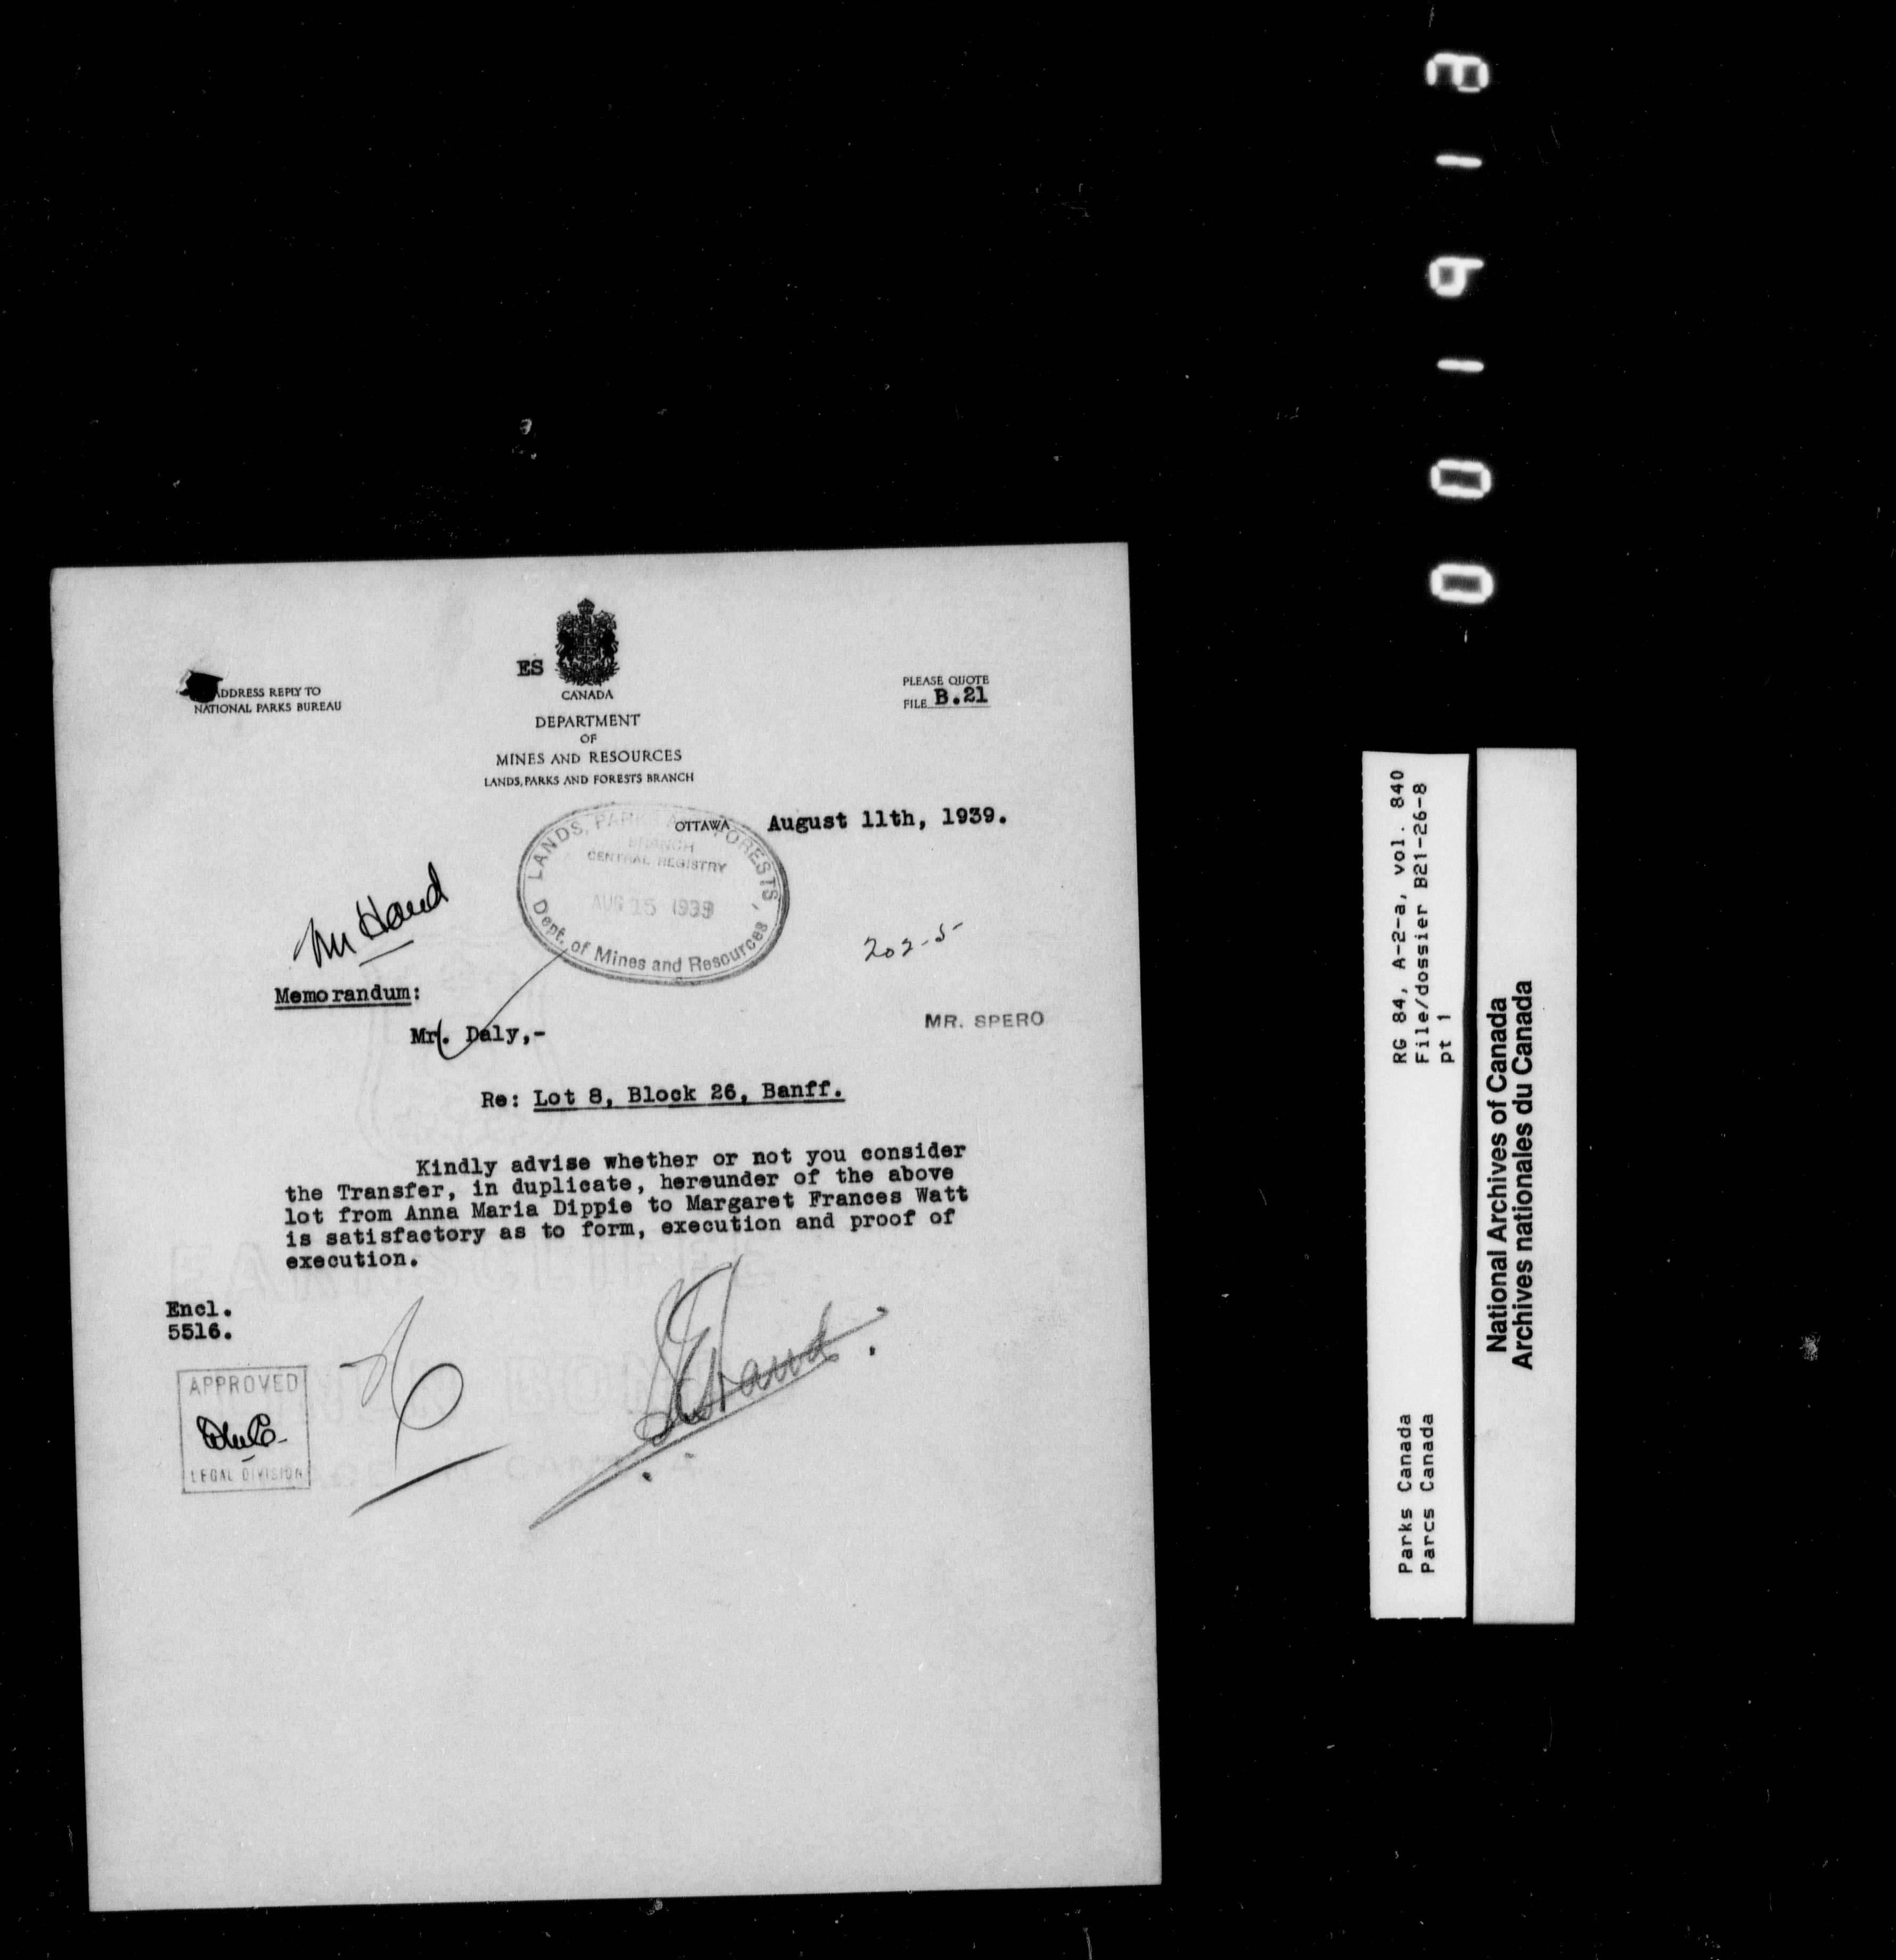 ES
CANADA
ADDRESS REPLY TO
NATIONAL PARKS BUREAU
PLEASE QUOTE
FILE B.21
DEPARTMENT
OF
MINES AND RESOURCES
LANDS, PARKS AND FORESTS BRANCH
OTTAWA August 11th, 1939.
LANDS, PARKS AND FORESTS,
BRANCH
CENTRAL REGISTRY
AUG 15 1939
Dept. of Mines and Resources
Mr Hand
202-5-
Memorandum:
MR. SPERO
Mr. Daly,-
Re: Lot 8, Block 26, Banff.
Kindly advise whether or not you consider
the Transfer, in duplicate, hereunder of the above
lot from Anna Maria Dippie to Margaret Frances Watt
is satisfactory as to form, execution and proof of
execution.
Encl.
5516.
APPROVED
LEGAL DIVISION
RG 84, A-2-a, vol. 840
File/dossier B21-26-8
pt 1
Parks Canada
Parcs Canada
National Archives of Canada
Archives nationales du Canada
001913